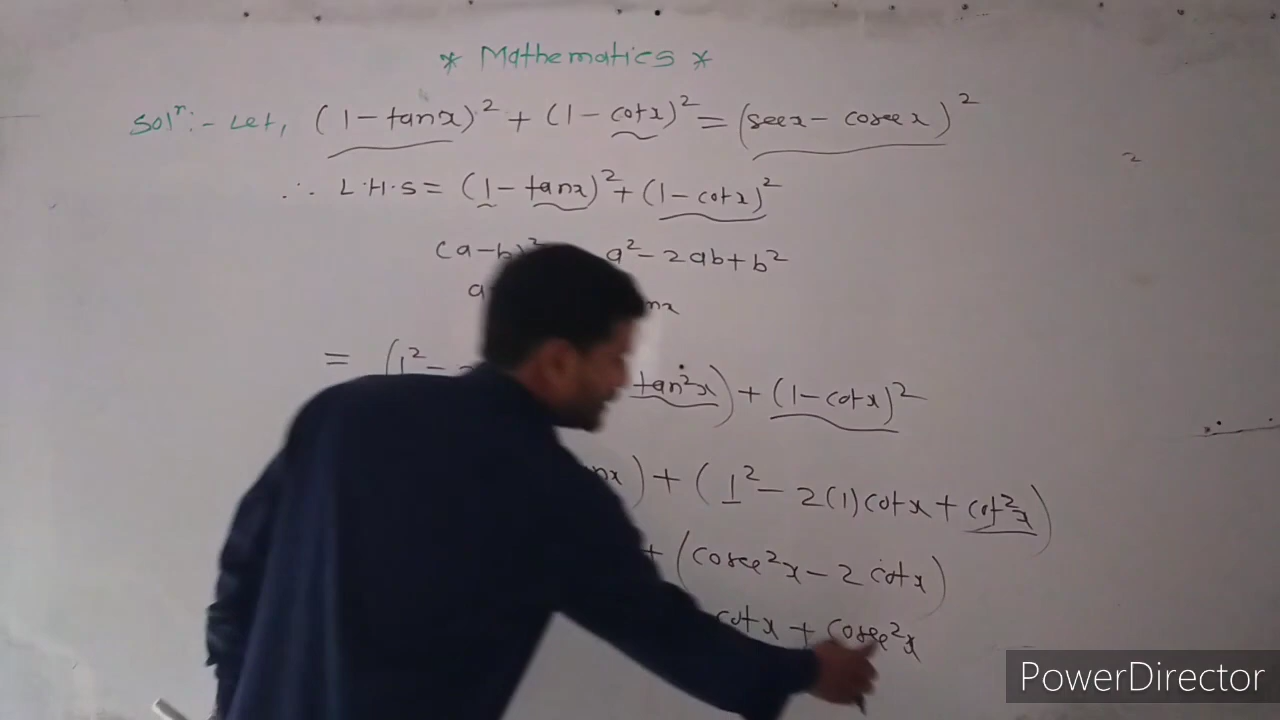 * Mathematics *
Solⁿ:- Let, (1 - tanx)² + (1 - cotx)² = (secx - cosecx)²
∴ L.H.S = (1 - tanx)² + (1 - cotx)²
(a-b)² a² - 2ab + b²
a nx
= (1² - tan²x) + (1 - cotx)²
nx) + (1² - 2(1)cotx + cot²x)
+ (cosec²x - 2 cotx)
cotx + cosec²x
PowerDirector